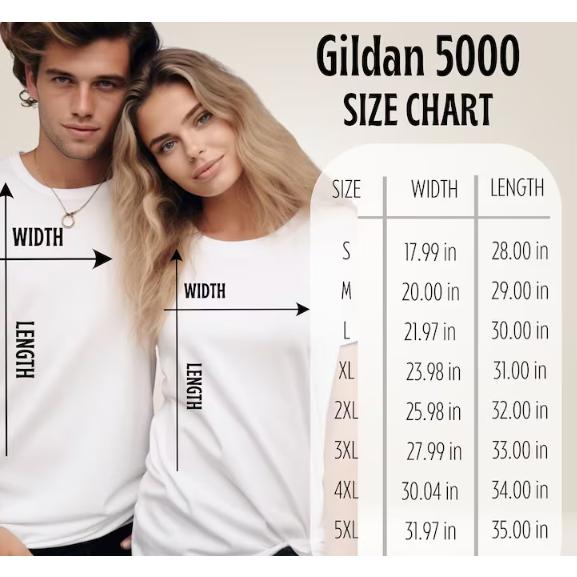 Gildan 5000
SIZE CHART
SIZE WIDTH LENGTH
S 17.99 in 28.00 in
M 20.00 in 29.00 in
L 21.97 in 30.00 in
XL 23.98 in 31.00 in
2XL 25.98 in 32.00 in
3XL 27.99 in 33.00 in
4XL 30.04 in 34.00 in
5XL 31.97 in 35.00 in
WIDTH
LENGTH
WIDTH
LENGTH